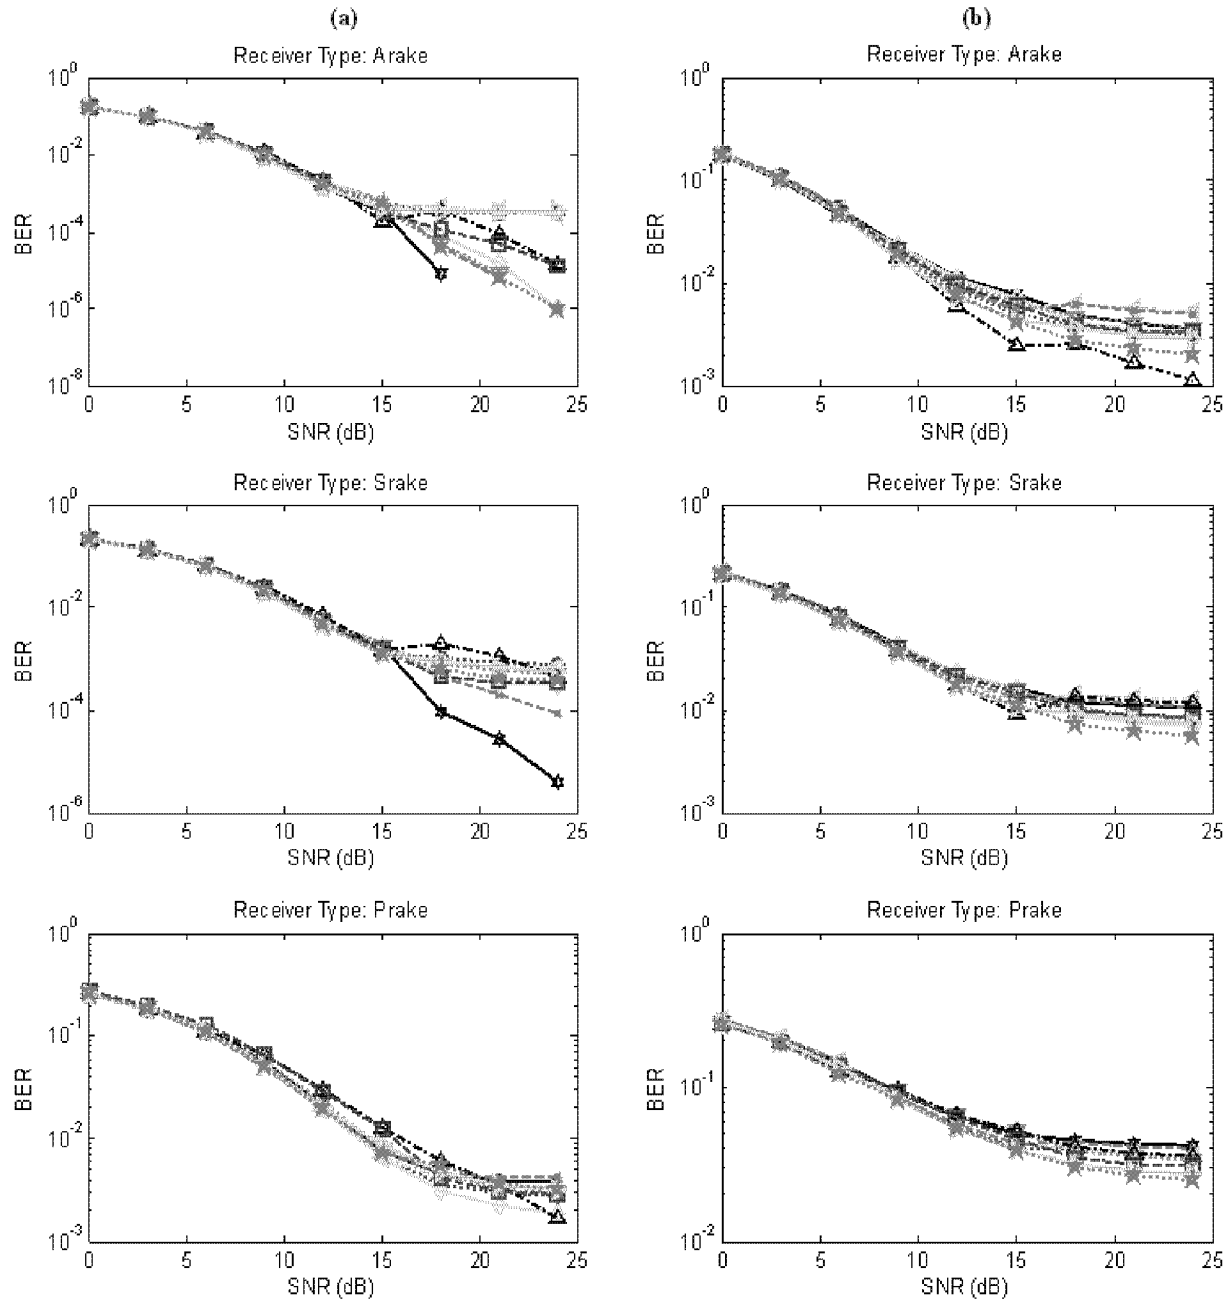 (a)
Receiver Type: Arake
10^0
10^-2
10^-4
10^-6
10^-8
BER
0 5 10 15 20 25
SNR (dB)
(b)
Receiver Type: Arake
10^0
10^-1
10^-2
10^-3
BER
0 5 10 15 20 25
SNR (dB)
Receiver Type: Srake
10^0
10^-2
10^-4
10^-6
BER
0 5 10 15 20 25
SNR (dB)
Receiver Type: Srake
10^0
10^-1
10^-2
10^-3
BER
0 5 10 15 20 25
SNR (dB)
Receiver Type: Prake
10^0
10^-1
10^-2
10^-3
BER
0 5 10 15 20 25
SNR (dB)
Receiver Type: Prake
10^0
10^-1
10^-2
BER
0 5 10 15 20 25
SNR (dB)